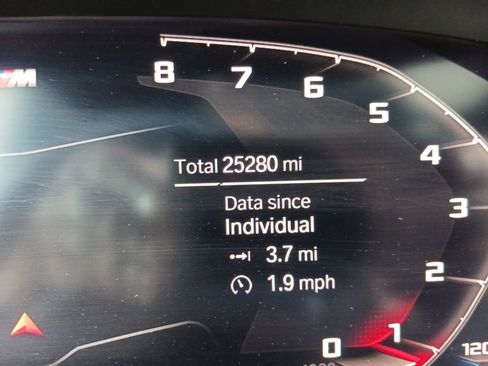 M
8
7
6
5
4
3
2
1
0
Total 25280 mi
Data since
Individual
3.7 mi
1.9 mph
120